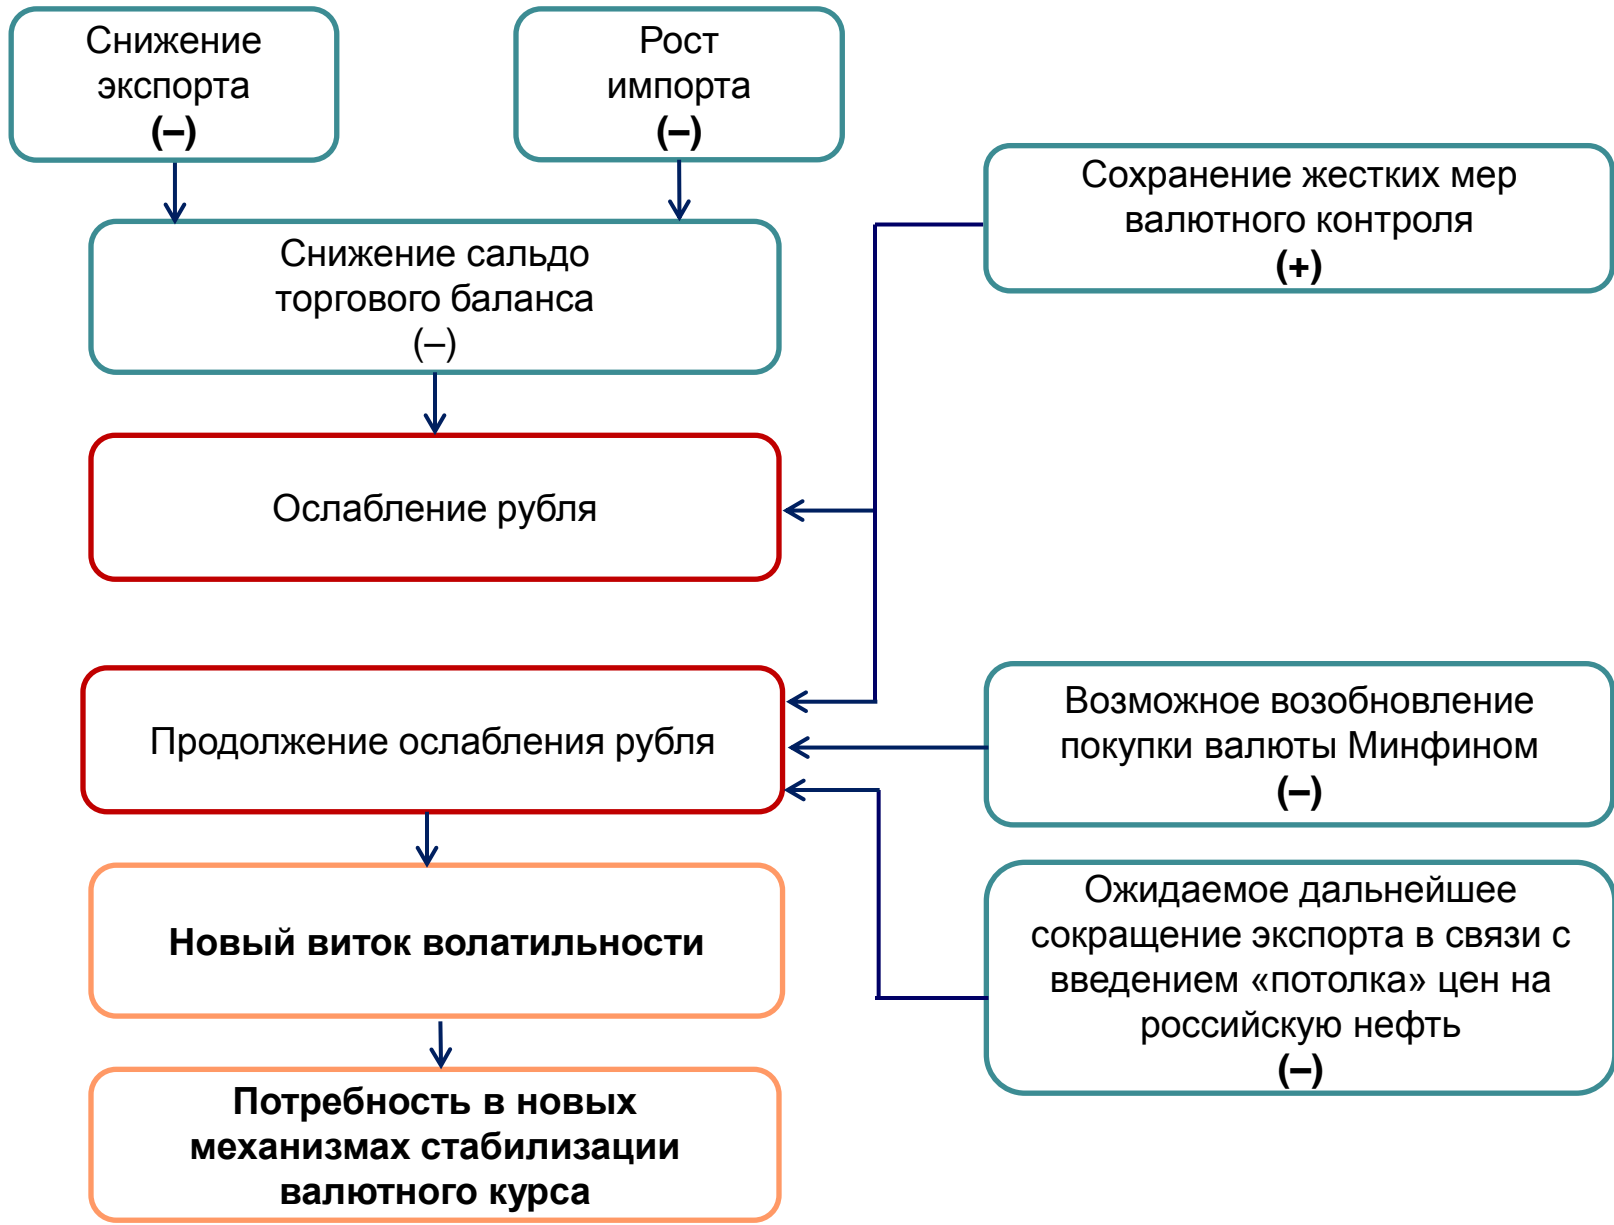 Снижение
экспорта
(–)
Рост
импорта
(–)
Сохранение жестких мер
валютного контроля
(+)
Снижение сальдо
торгового баланса
(–)
Ослабление рубля
Продолжение ослабления рубля
Возможное возобновление
покупки валюты Минфином
(–)
Новый виток волатильности
Ожидаемое дальнейшее
сокращение экспорта в связи с
введением «потолка» цен на
российскую нефть
(–)
Потребность в новых
механизмах стабилизации
валютного курса